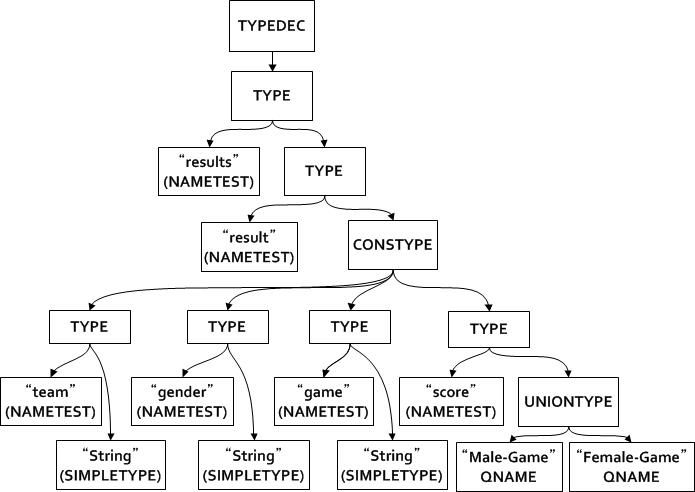 TYPEDEC
TYPE
“results”
(NAMETEST)
TYPE
“result”
(NAMETEST)
CONSTYPE
TYPE
TYPE
TYPE
TYPE
“team”
(NAMETEST)
“gender”
(NAMETEST)
“game”
(NAMETEST)
“score”
(NAMETEST)
UNIONTYPE
“String”
(SIMPLETYPE)
“String”
(SIMPLETYPE)
“String”
(SIMPLETYPE)
“Male-Game”
QNAME
“Female-Game”
QNAME